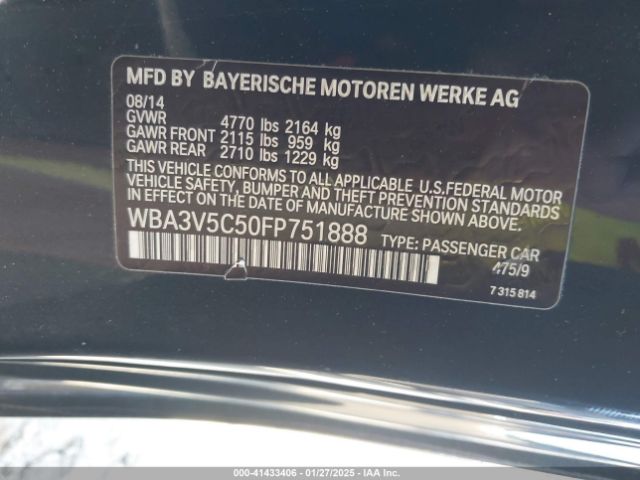 MFD BY BAYERISCHE MOTOREN WERKE AG
08/14
GVWR 4770 lbs 2164 kg
GAWR FRONT 2115 lbs 959 kg
GAWR REAR 2710 lbs 1229 kg
THIS VEHICLE CONFORMS TO ALL APPLICABLE U.S.FEDERAL MOTOR
VEHICLE SAFETY, BUMPER AND THEFT PREVENTION STANDARDS
IN EFFECT ON THE DATE OF MANUFACTURE SHOWN ABOVE.
WBA3V5C50FP751888 TYPE: PASSENGER CAR
475/9
7 315 814
000-41433406 • 01/27/2025 • IAA Inc.